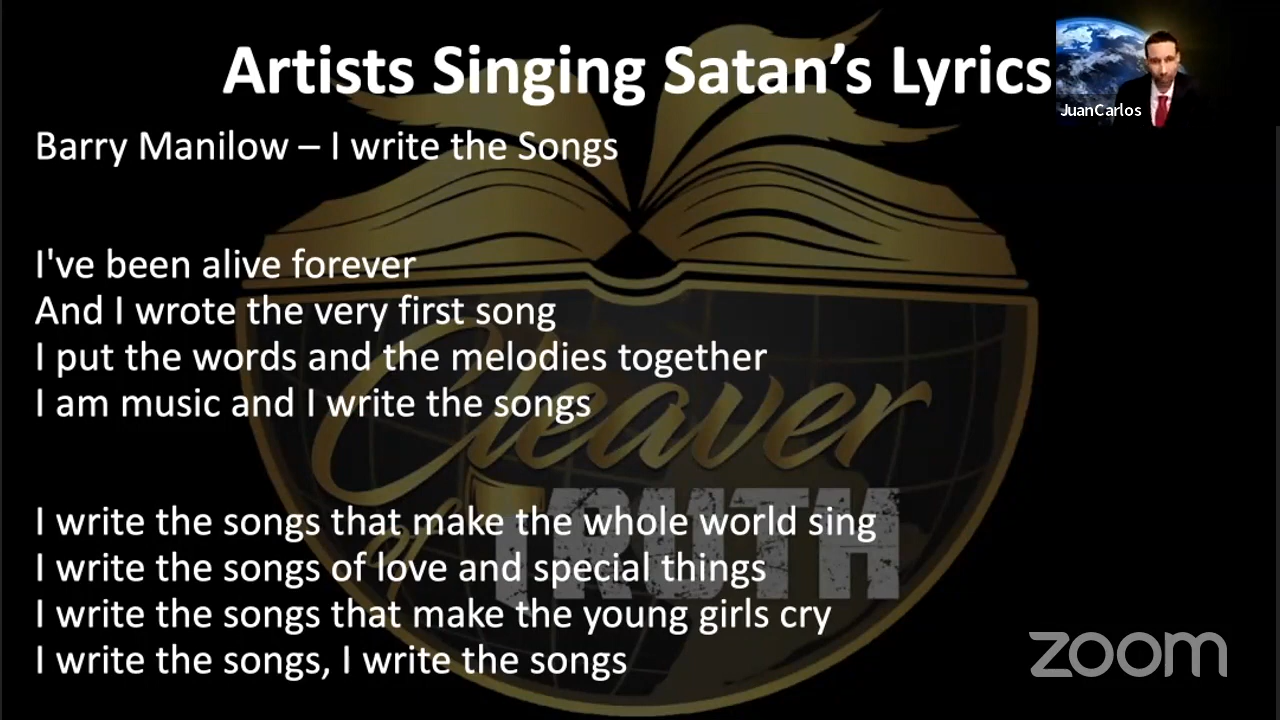 Artists Singing Satan's Lyrics
JuanCarlos
Barry Manilow – I write the Songs
I've been alive forever
And I wrote the very first song
I put the words and the melodies together
I am music and I write the songs
Cleaver
of TRUTH
I write the songs that make the whole world sing
I write the songs of love and special things
I write the songs that make the young girls cry
I write the songs, I write the songs
zoom